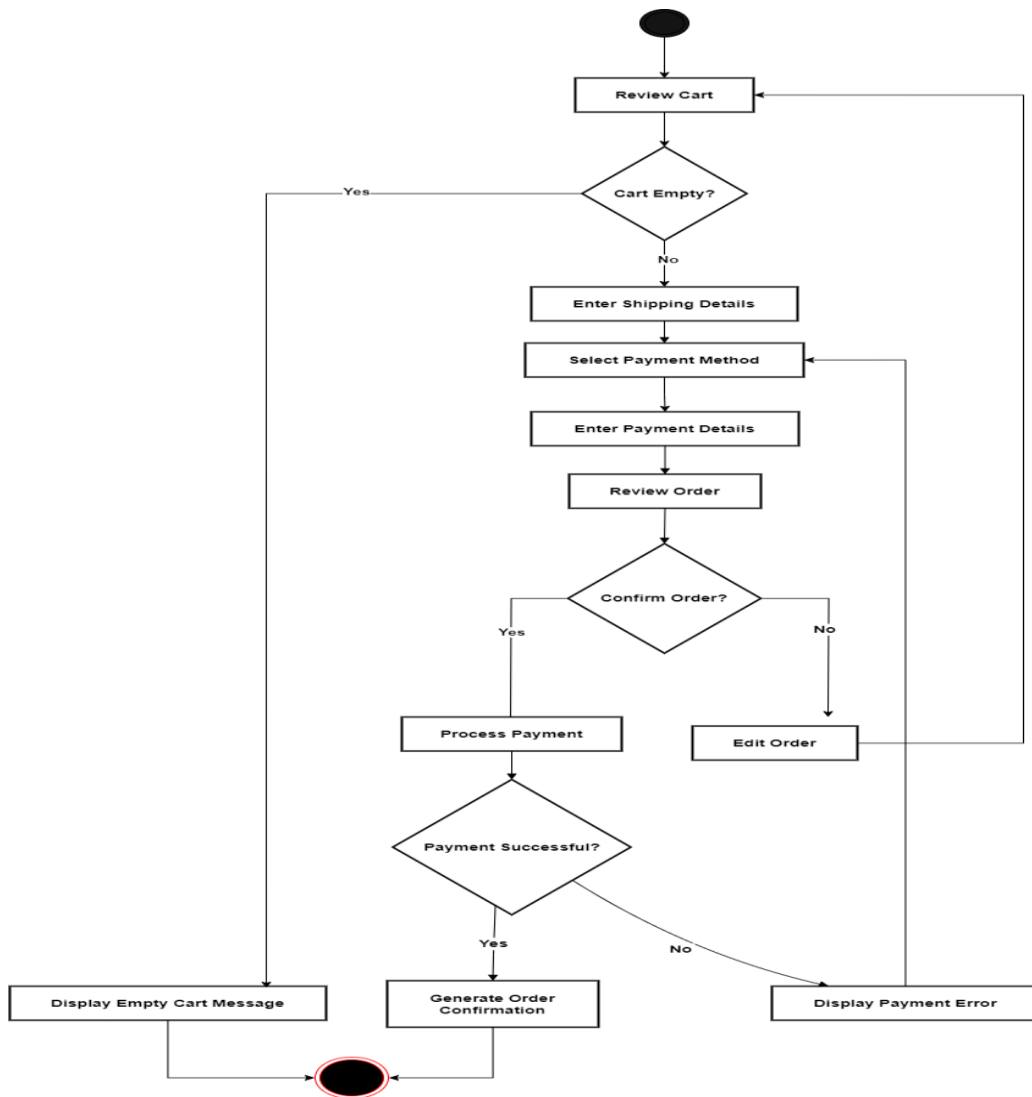 Review Cart
Cart Empty?
Yes
No
Enter Shipping Details
Select Payment Method
Enter Payment Details
Review Order
Confirm Order?
Yes
No
Process Payment
Edit Order
Payment Successful?
Yes
No
Display Empty Cart Message
Generate Order
Confirmation
Display Payment Error